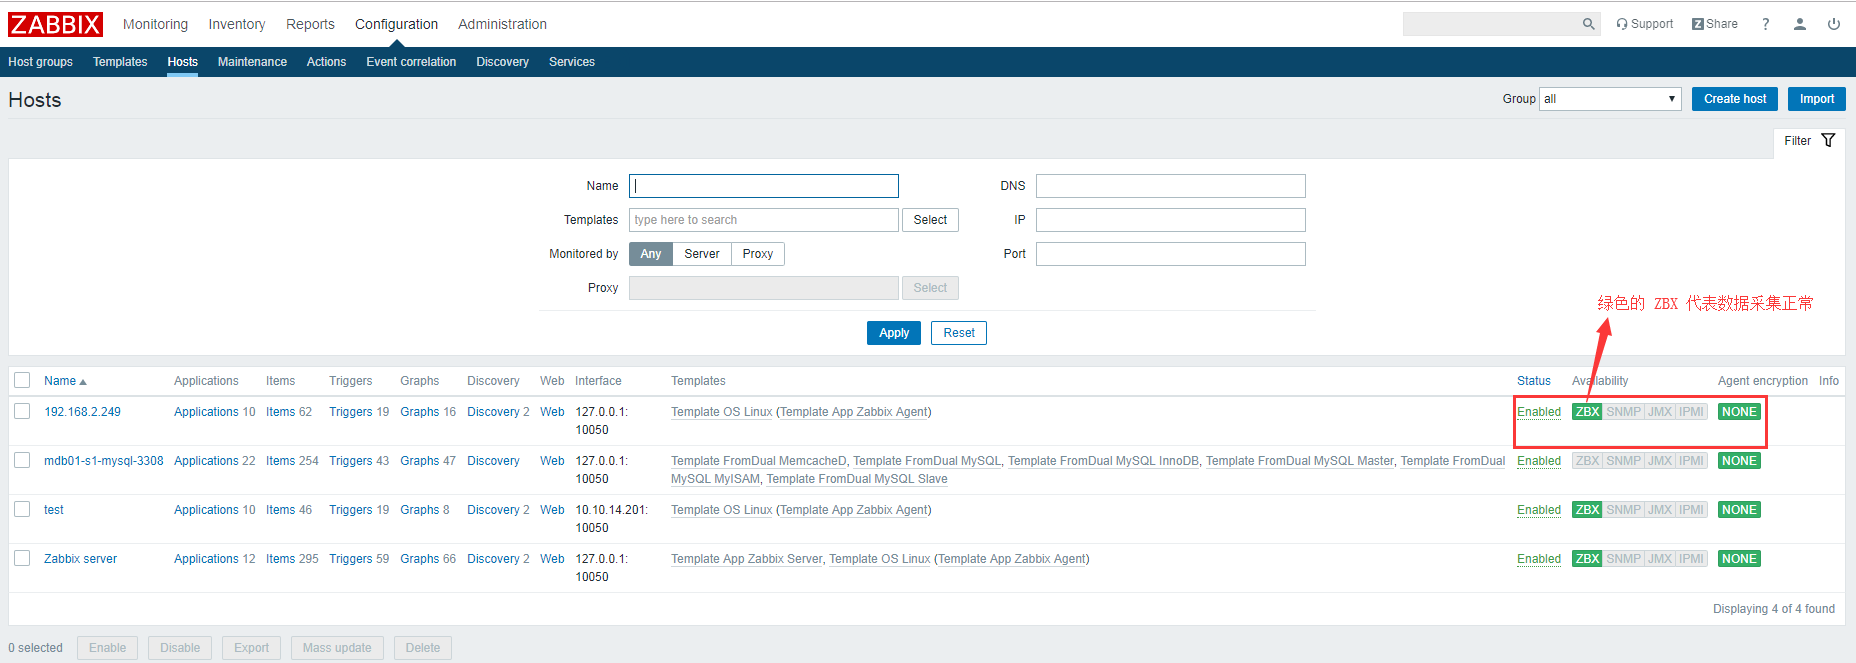 ZABBIX Monitoring Inventory Reports Configuration Administration Support Z Share ?
Host groups Templates Hosts Maintenance Actions Event correlation Discovery Services
Hosts Group all Create host Import
Filter
Name DNS
Templates type here to search Select IP
Monitored by Any Server Proxy Port
Proxy Select
绿色的 ZBX 代表数据采集正常
Apply Reset
Name Applications Items Triggers Graphs Discovery Web Interface Templates Status Availability Agent encryption Info
192.168.2.249 Applications 10 Items 62 Triggers 19 Graphs 16 Discovery 2 Web 127.0.0.1: Template OS Linux (Template App Zabbix Agent) Enabled ZBX SNMP JMX IPMI NONE
10050
mdb01-s1-mysql-3308 Applications 22 Items 254 Triggers 43 Graphs 47 Discovery Web 127.0.0.1: Template FromDual MemcacheD, Template FromDual MySQL, Template FromDual MySQL InnoDB, Template FromDual MySQL Master, Template FromDual Enabled ZBX SNMP JMX IPMI NONE
10050 MySQL MyISAM, Template FromDual MySQL Slave
test Applications 10 Items 46 Triggers 19 Graphs 8 Discovery 2 Web 10.10.14.201: Template OS Linux (Template App Zabbix Agent) Enabled ZBX SNMP JMX IPMI NONE
10050
Zabbix server Applications 12 Items 295 Triggers 59 Graphs 66 Discovery 2 Web 127.0.0.1: Template App Zabbix Server, Template OS Linux (Template App Zabbix Agent) Enabled ZBX SNMP JMX IPMI NONE
10050
Displaying 4 of 4 found
0 selected Enable Disable Export Mass update Delete